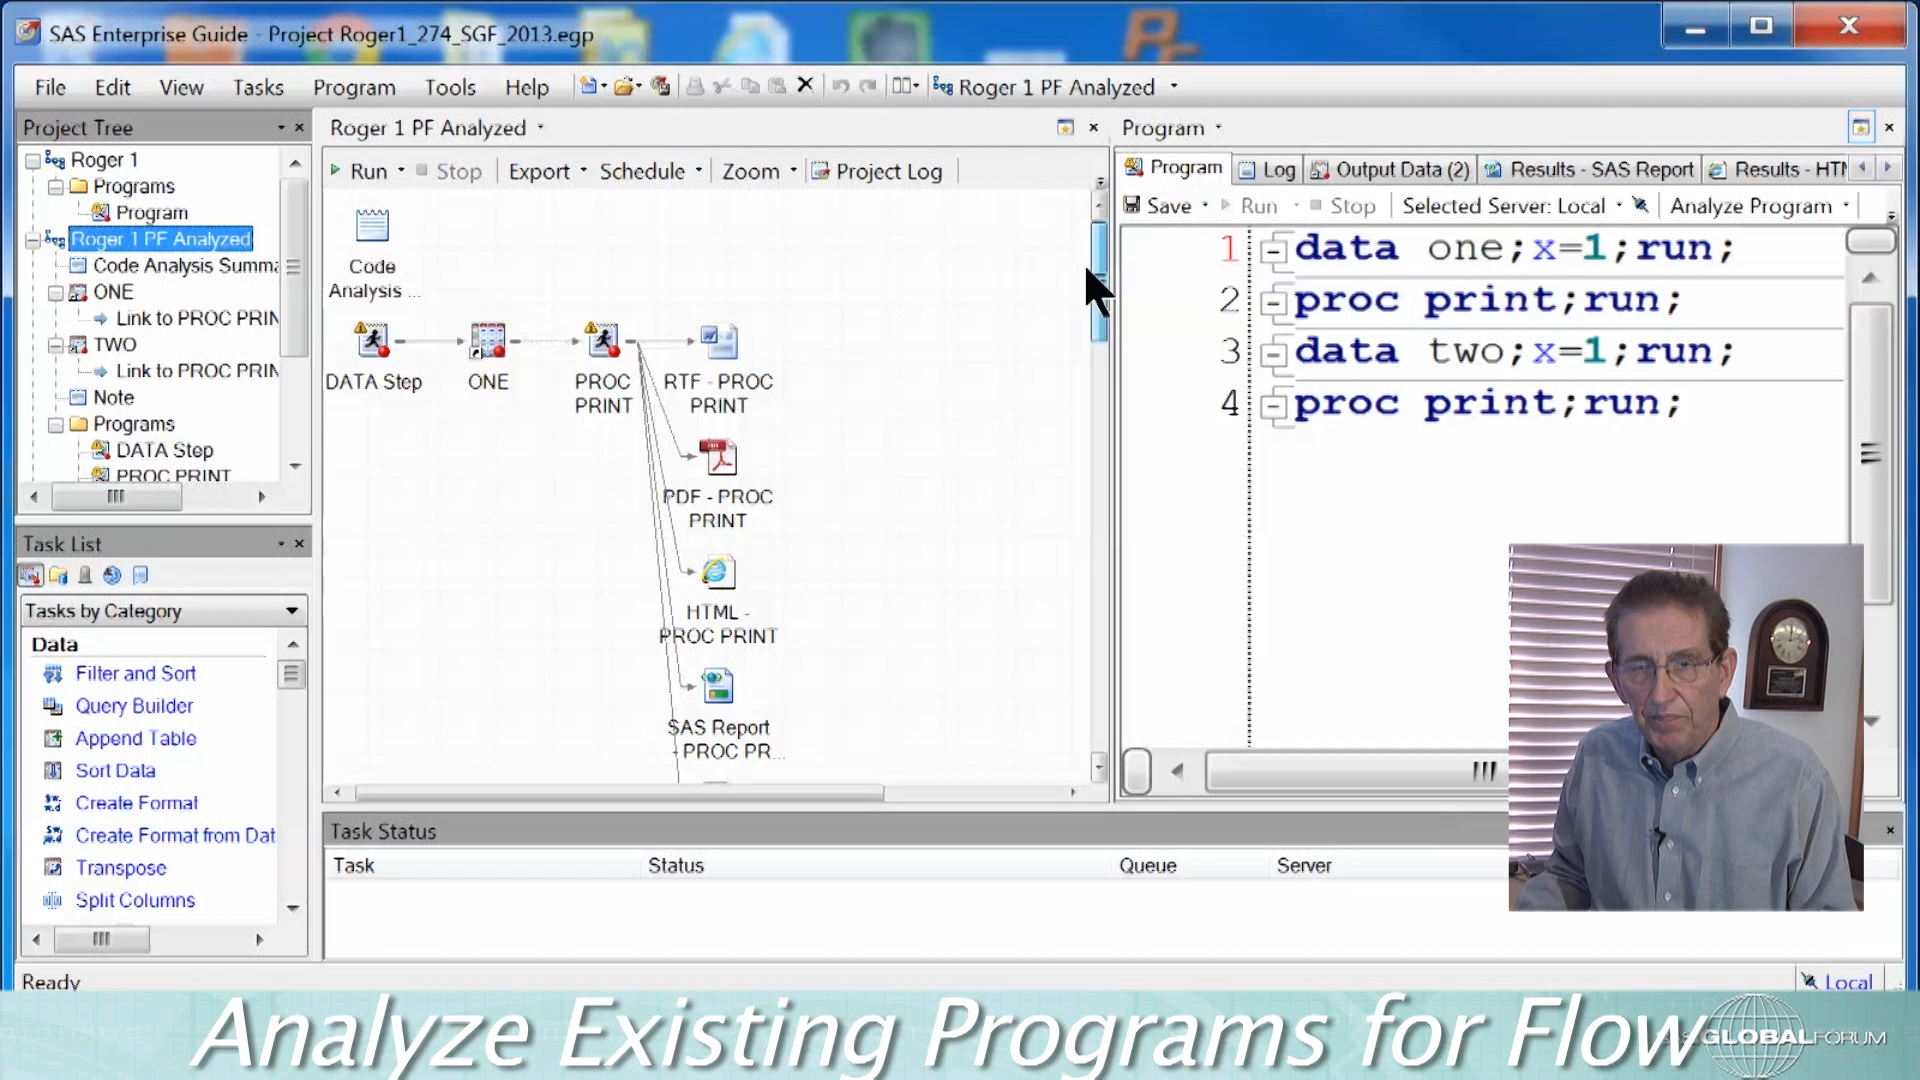 SAS Enterprise Guide - Project Roger1_274_SGF_2013.egp
File Edit View Tasks Program Tools Help Roger 1 PF Analyzed
Project Tree
Roger 1
Programs
Program
Roger 1 PF Analyzed
Code Analysis Summa
ONE
Link to PROC PRIN
TWO
Link to PROC PRIN
Note
Programs
DATA Step
PROC PRINT
Task List
Tasks by Category
Data
Filter and Sort
Query Builder
Append Table
Sort Data
Create Format
Create Format from Dat
Transpose
Split Columns
Ready
Roger 1 PF Analyzed
Run Stop Export Schedule Zoom Project Log
Code
Analysis ...
DATA Step
ONE
PROC
PRINT
RTF - PROC
PRINT
PDF - PROC
PRINT
HTML -
PROC PRINT
SAS Report
- PROC PR...
Program
Program Log Output Data (2) Results - SAS Report Results - HTM
Save Run Stop Selected Server: Local Analyze Program
1 data one;x=1;run;
2 proc print;run;
3 data two;x=1;run;
4 proc print;run;
Task Status
Task Status Queue Server
Local
Analyze Existing Programs for Flow
GLOBALFORUM